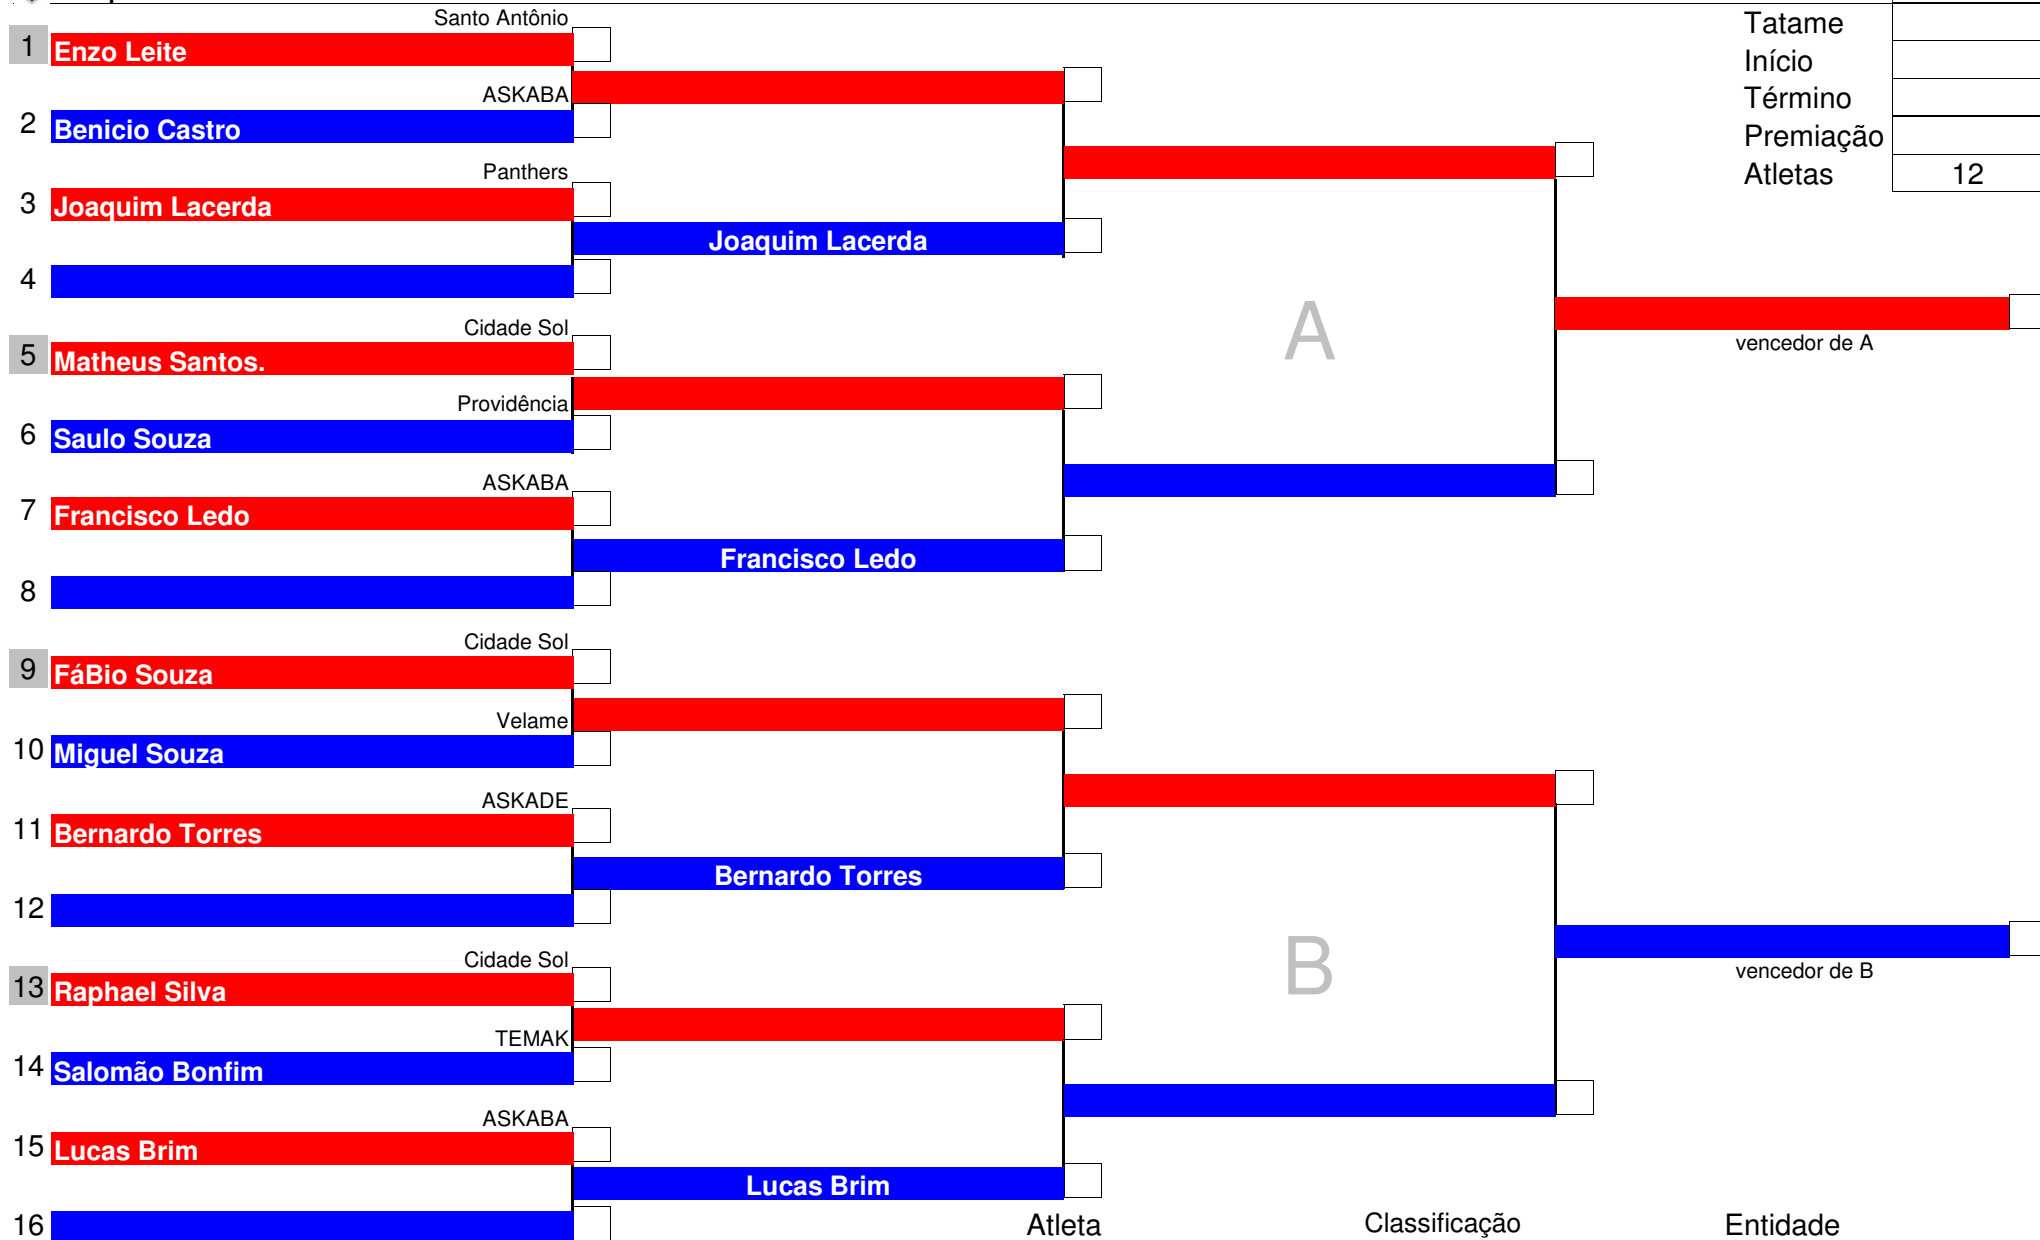 Santo Antônio
Tatame
1 Enzo Leite
Início
ASKABA
Término
2 Benicio Castro
Premiação
Panthers
Atletas 12
3 Joaquim Lacerda
Joaquim Lacerda
4
Cidade Sol
5 Matheus Santos.
A
vencedor de A
Providência
6 Saulo Souza
ASKABA
7 Francisco Ledo
Francisco Ledo
8
Cidade Sol
9 FáBio Souza
Velame
10 Miguel Souza
ASKADE
11 Bernardo Torres
Bernardo Torres
12
Cidade Sol
B
vencedor de B
13 Raphael Silva
TEMAK
14 Salomão Bonfim
ASKABA
15 Lucas Brim
Lucas Brim
16
Atleta Classificação Entidade